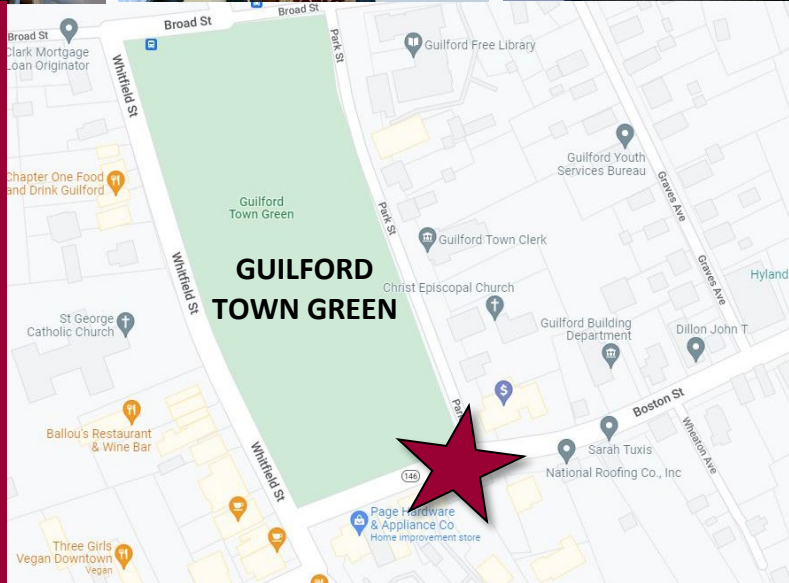 Broad St
Broad St
Broad St
Clark Mortgage
Loan Originator
Park St
Guilford Free Library
Whitfield St
Guilford Youth
Services Bureau
Chapter One Food
and Drink Guilford
Graves Ave
Guilford
Town Green
Park St
Guilford Town Clerk
GUILFORD
TOWN GREEN
Whitfield St
Graves Ave
Hyland
Christ Episcopal Church
St George
Catholic Church
Guilford Building
Department
Dillon John T
Boston St
Ballou's Restaurant
& Wine Bar
Whitfield St
Wheaton Ave
Sarah Tuxis
National Roofing Co., Inc
146
Page Hardware
& Appliance Co
Home improvement store
Three Girls
Vegan Downtown
Vegan